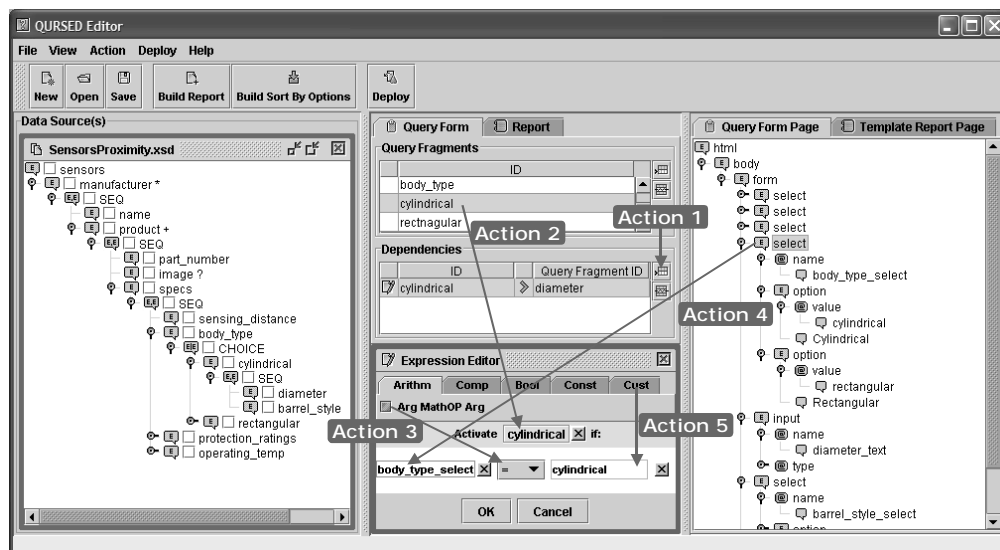 QURSED Editor
File View Action Deploy Help
New Open Save Build Report Build Sort By Options Deploy
Data Source(s)
SensorsProximity.xsd
sensors
manufacturer *
SEQ
name
product +
SEQ
part_number
image ?
specs
SEQ
sensing_distance
body_type
CHOICE
cylindrical
SEQ
diameter
barrel_style
rectangular
protection_ratings
operating_temp
Query Form Report
Query Fragments
ID
body_type
cylindrical
rectnagular
Action 1
Action 2
Dependencies
ID Query Fragment ID
cylindrical diameter
Action 4
Expression Editor
Arithm Comp Bool Const Cust
Arg MathOP Arg
Action 3
Activate cylindrical if:
Action 5
body_type_select = cylindrical
OK Cancel
Query Form Page Template Report Page
E html
E body
E form
E select
E select
E select
E select
@ name
body_type_select
E option
@ value
cylindrical
Cylindrical
E option
@ value
rectangular
Rectangular
E input
@ name
diameter_text
@ type
E select
@ name
barrel_style_select
E option